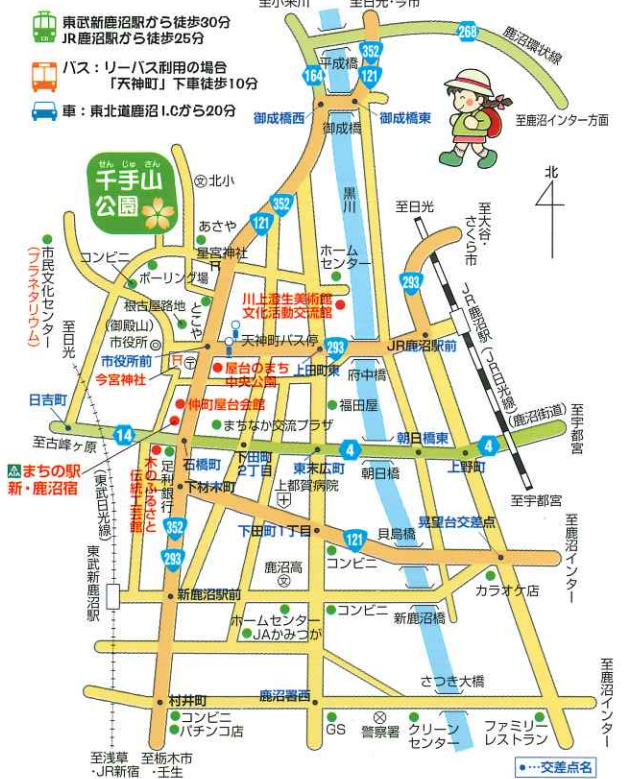 至小来川
至日光・今市
東武新鹿沼駅から徒歩30分
JR鹿沼駅から徒歩25分
バス：リーバス利用の場合
「天神町」下車徒歩10分
車：東北道鹿沼I.Cから20分
352
121
164
268
鹿沼環状線
平成橋
御成橋西
御成橋東
御成橋
至鹿沼インター方面
せんじゅさん
千手山
公園
北
文
北小
352
121
黒川
至日光
至大谷・
さくら市
あさや
星宮神社
コンビニ
ボーリング場
市民文化センター
(プラネタリウム)
ホーム
センター
293
川上澄生美術館
文化活動交流館
根古屋路地
とこや
(御殿山)
市役所
天神町バス停
293
JR鹿沼駅前
JR鹿沼駅
(JR日光線)
至日光
市役所前
上田町東
府中橋
今宮神社
屋台のまち
中央公園
日吉町
仲町屋台会館
福田屋
(鹿沼街道)
まちなか交流プラザ
朝日橋東
至宇都宮
14
4
4
至古峰ヶ原
まちの駅
新・鹿沼宿
木のふるさと
伝統工芸館
足利銀行
石橋町
下田町
2丁目
東末広町
朝日橋
上野町
下材木町
上都賀病院
至宇都宮
(東武日光線)
352
293
下田町1丁目
121
貝島橋
晃望台交差点
至鹿沼インター
コンビニ
鹿沼高
文
カラオケ店
東武新鹿沼駅
新鹿沼駅前
ホームセンター
コンビニ
新鹿沼橋
JAかみつが
さつき大橋
至鹿沼インター
村井町
鹿沼署西
コンビニ
パチンコ店
GS
警察署
クリーン
センター
ファミリー
レストラン
至浅草
・JR新宿
至栃木市
・壬生
●…交差点名